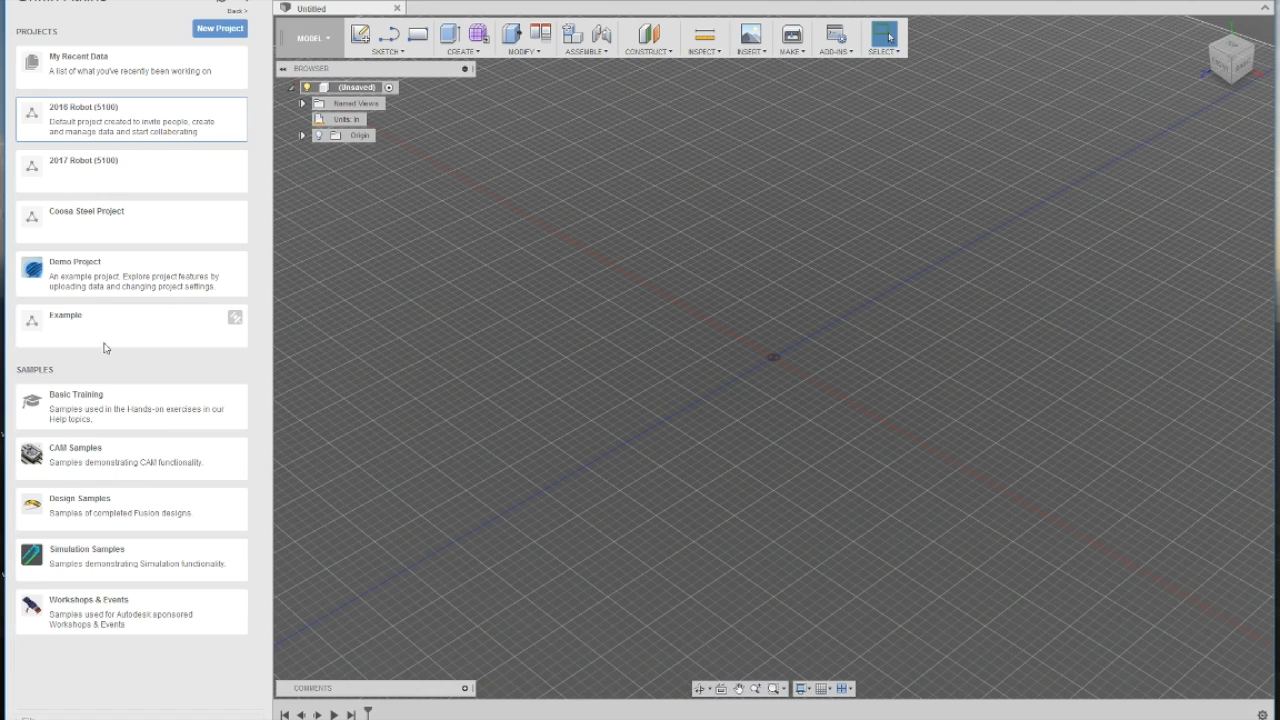 Untitled
Back >
PROJECTS
New Project
My Recent Data
A list of what you've recently been working on
2016 Robot (5100)
Default project created to invite people, create
and manage data and start collaborating
2017 Robot (5100)
Coosa Steel Project
Demo Project
An example project. Explore project features by
uploading data and changing project settings.
Example
SAMPLES
Basic Training
Samples used in the Hands-on exercises in our
Help topics.
CAM Samples
Samples demonstrating CAM functionality.
Design Samples
Samples of completed Fusion designs.
Simulation Samples
Samples demonstrating Simulation functionality.
Workshops & Events
Samples used for Autodesk sponsored
Workshops & Events
MODEL
SKETCH
CREATE
MODIFY
ASSEMBLE
CONSTRUCT
INSPECT
INSERT
MAKE
ADD-INS
SELECT
BROWSER
(Unsaved)
Named Views
Units: in
Origin
COMMENTS